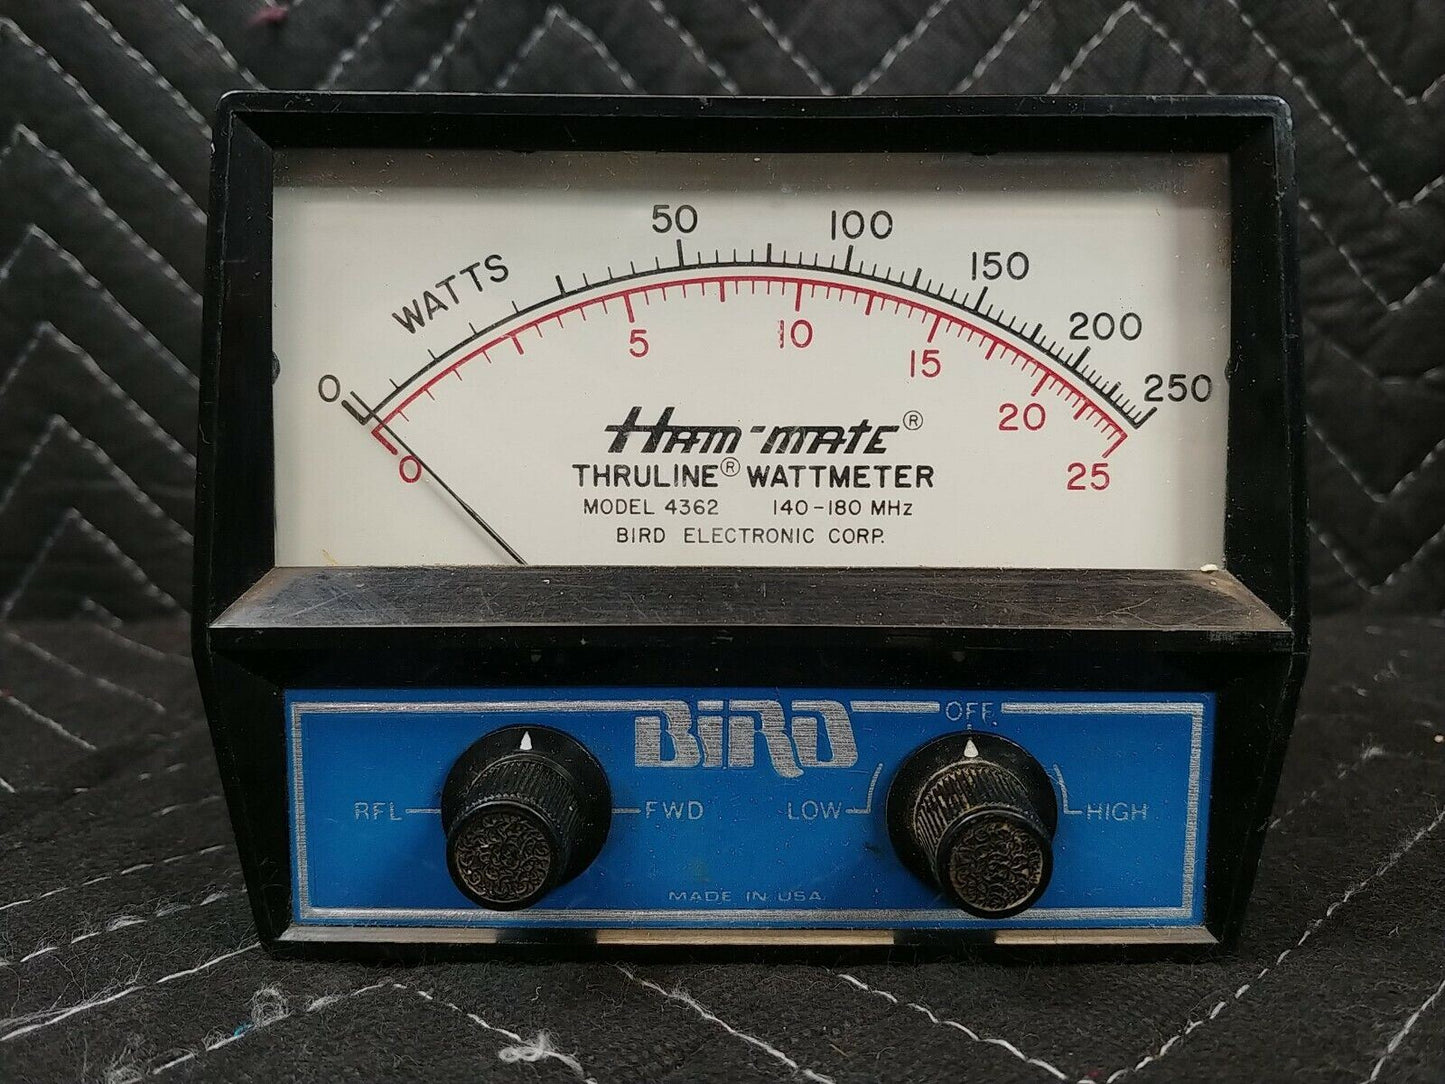 WATTS
0 50 100 150 200 250
0 5 10 15 20 25
HAM-MATE®
THRULINE® WATTMETER
MODEL 4362 140-180 MHz
BIRD ELECTRONIC CORP.
BIRD
OFF
RFL FWD LOW HIGH
MADE IN USA